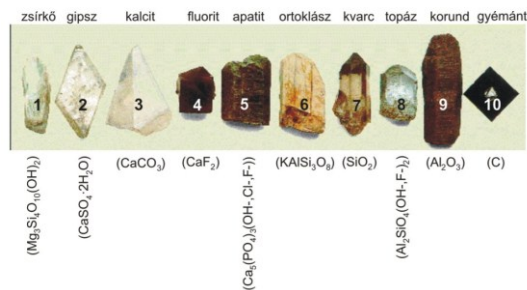 zsírkő gipsz kalcit fluorit apatit ortoklász kvarc topáz korund gyémánt
1 2 3 4 5 6 7 8 9 10
(Mg₃Si₄O₁₀(OH)₂) (CaSO₄·2H₂O) (CaCO₃) (CaF₂) (Ca₅(PO₄)₃(OH-,Cl-,F-)) (KAlSi₃O₈) (SiO₂) (Al₂SiO₄(OH-,F-)₂) (Al₂O₃) (C)